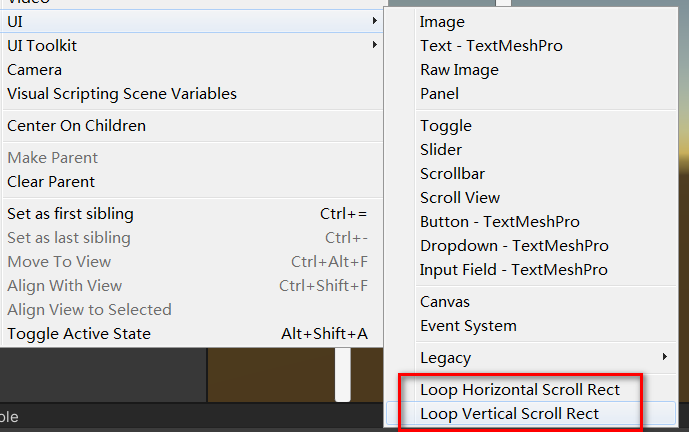 UI
UI Toolkit
Camera
Visual Scripting Scene Variables
Center On Children
Make Parent
Clear Parent
Set as first sibling Ctrl+=
Set as last sibling Ctrl+-
Move To View Ctrl+Alt+F
Align With View Ctrl+Shift+F
Align View to Selected
Toggle Active State Alt+Shift+A
Image
Text - TextMeshPro
Raw Image
Panel
Toggle
Slider
Scrollbar
Scroll View
Button - TextMeshPro
Dropdown - TextMeshPro
Input Field - TextMeshPro
Canvas
Event System
Legacy
Loop Horizontal Scroll Rect
Loop Vertical Scroll Rect